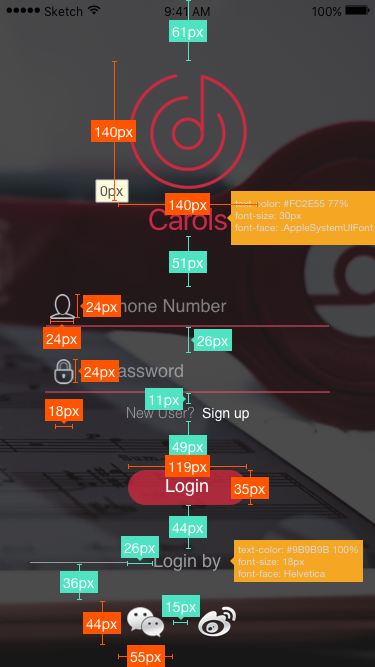 ●●●●● Sketch 9:41 AM 100%
61px
140px
0px
140px
text-color: #FC2E55 77%
font-size: 30px
font-face: .AppleSystemUIFont
Carols
51px
24px hone Number
24px
26px
24px assword
11px
18px
New User? Sign up
49px
119px
Login
35px
44px
26px
Login by
text-color: #9B9B9B 100%
font-size: 18px
font-face: Helvetica
36px
15px
44px
55px